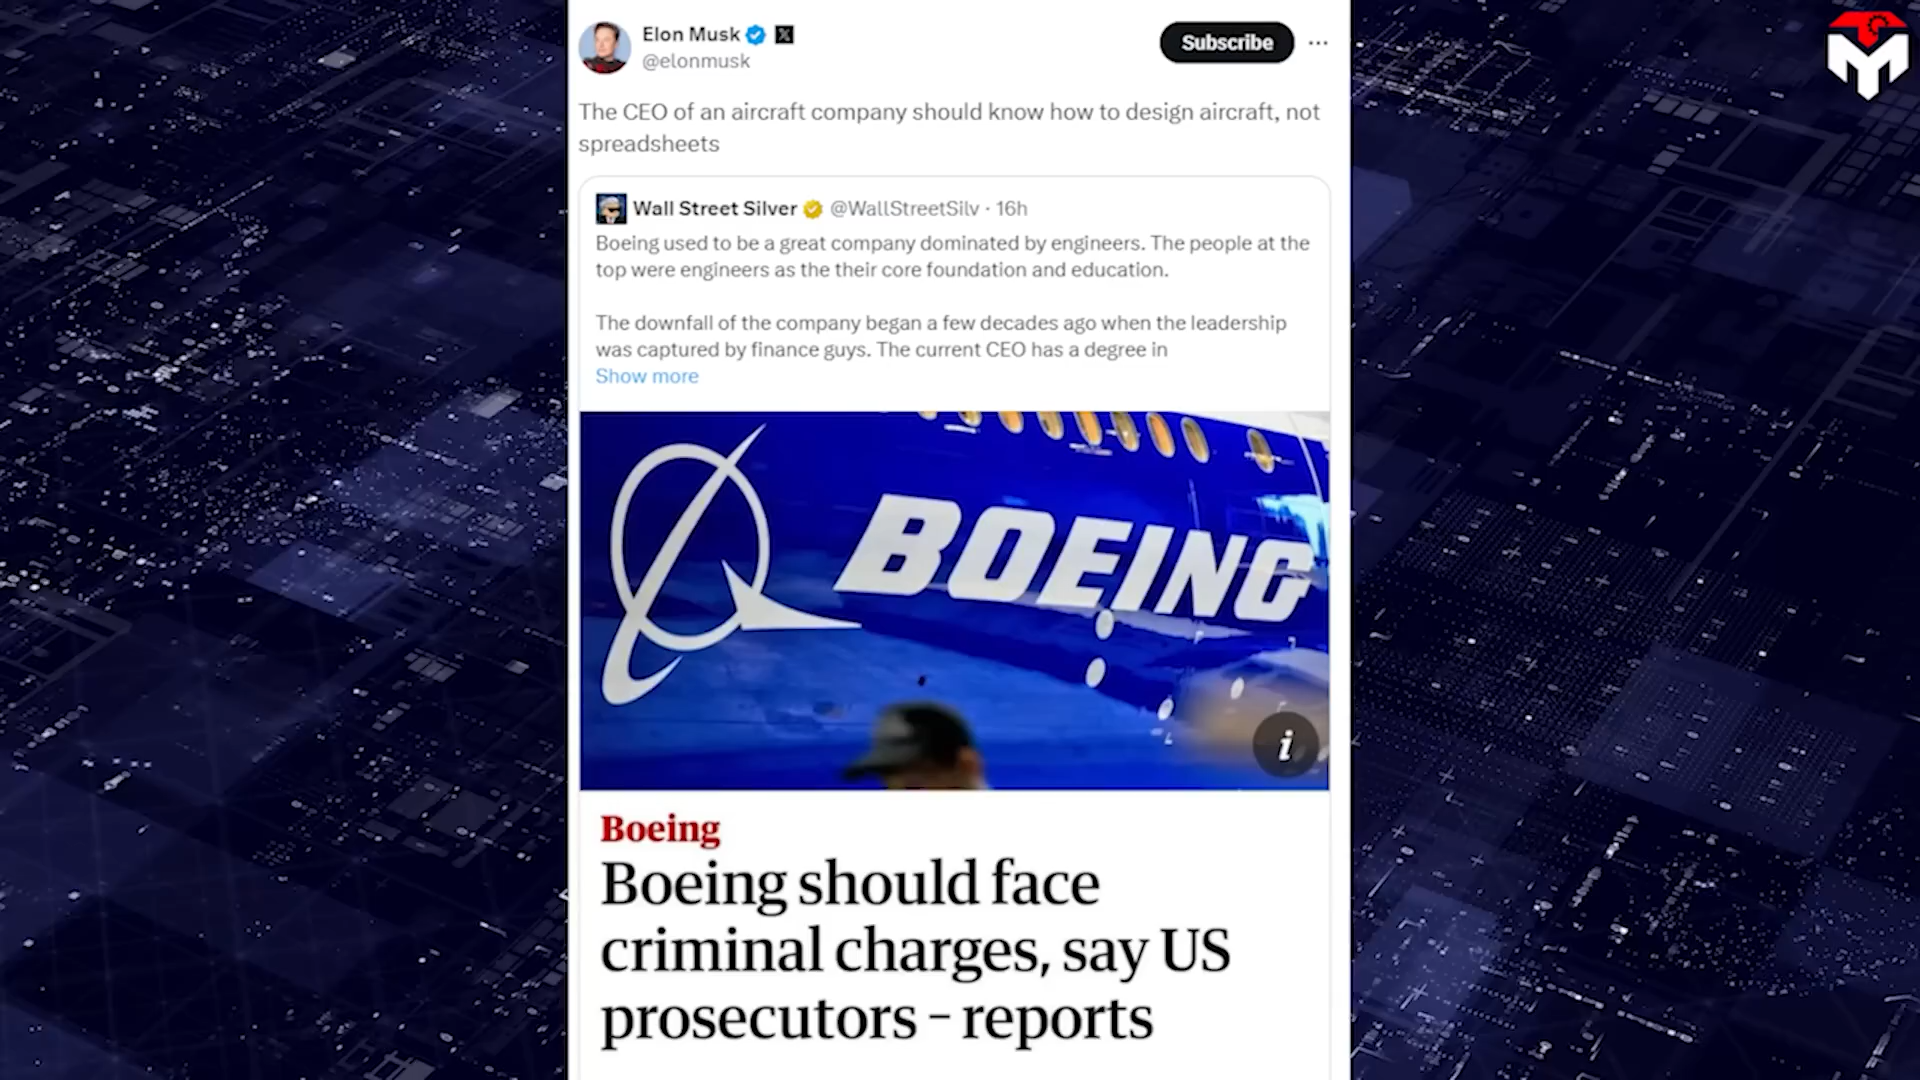 Elon Musk
@elonmusk
Subscribe
The CEO of an aircraft company should know how to design aircraft, not
spreadsheets
Wall Street Silver @WallStreetSilv · 16h
Boeing used to be a great company dominated by engineers. The people at the
top were engineers as the their core foundation and education.
The downfall of the company began a few decades ago when the leadership
was captured by finance guys. The current CEO has a degree in
Show more
BOEING
i
Boeing
Boeing should face
criminal charges, say US
prosecutors – reports